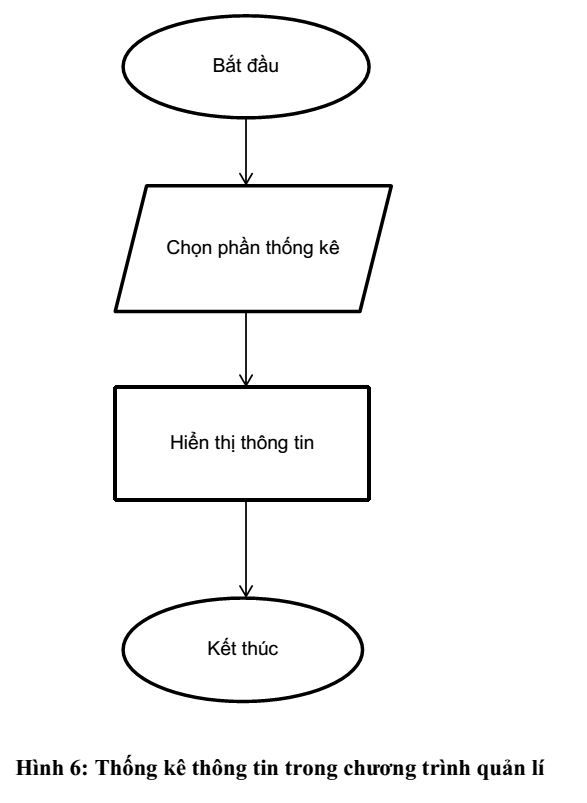 Bắt đầu
Chọn phần thống kê
Hiển thị thông tin
Kết thúc
Hình 6: Thống kê thông tin trong chương trình quản lí